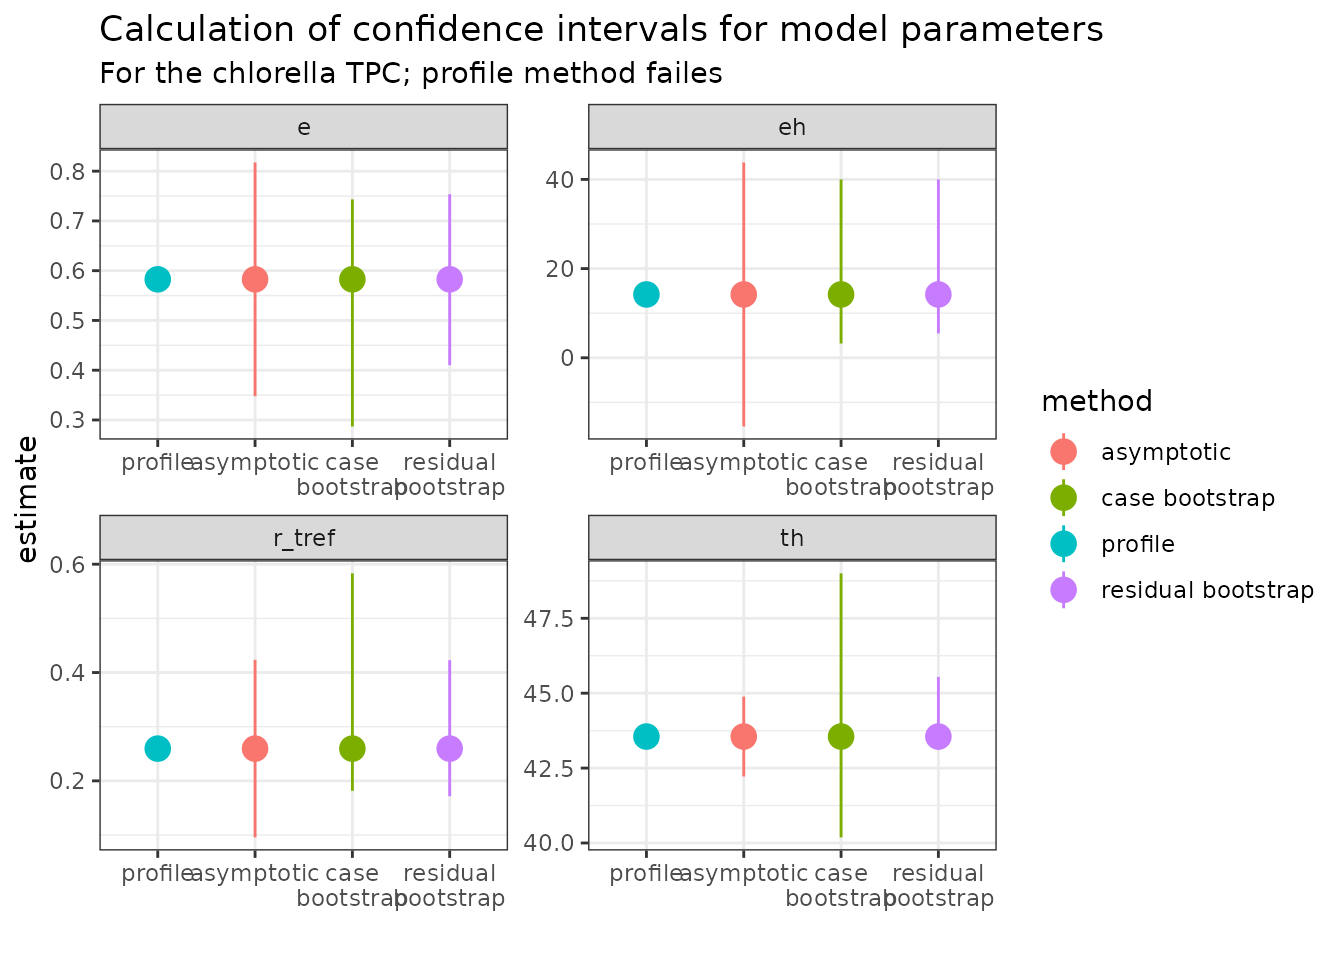 Calculation of confidence intervals for model parameters
For the chlorella TPC; profile method failes
estimate
e
0.8
0.7
0.6
0.5
0.4
0.3
profile asymptotic case bootstrap residual bootstrap
eh
40
20
0
profile asymptotic case bootstrap residual bootstrap
r_tref
0.6
0.4
0.2
profile asymptotic case bootstrap residual bootstrap
th
47.5
45.0
42.5
40.0
profile asymptotic case bootstrap residual bootstrap
method
asymptotic
case bootstrap
profile
residual bootstrap